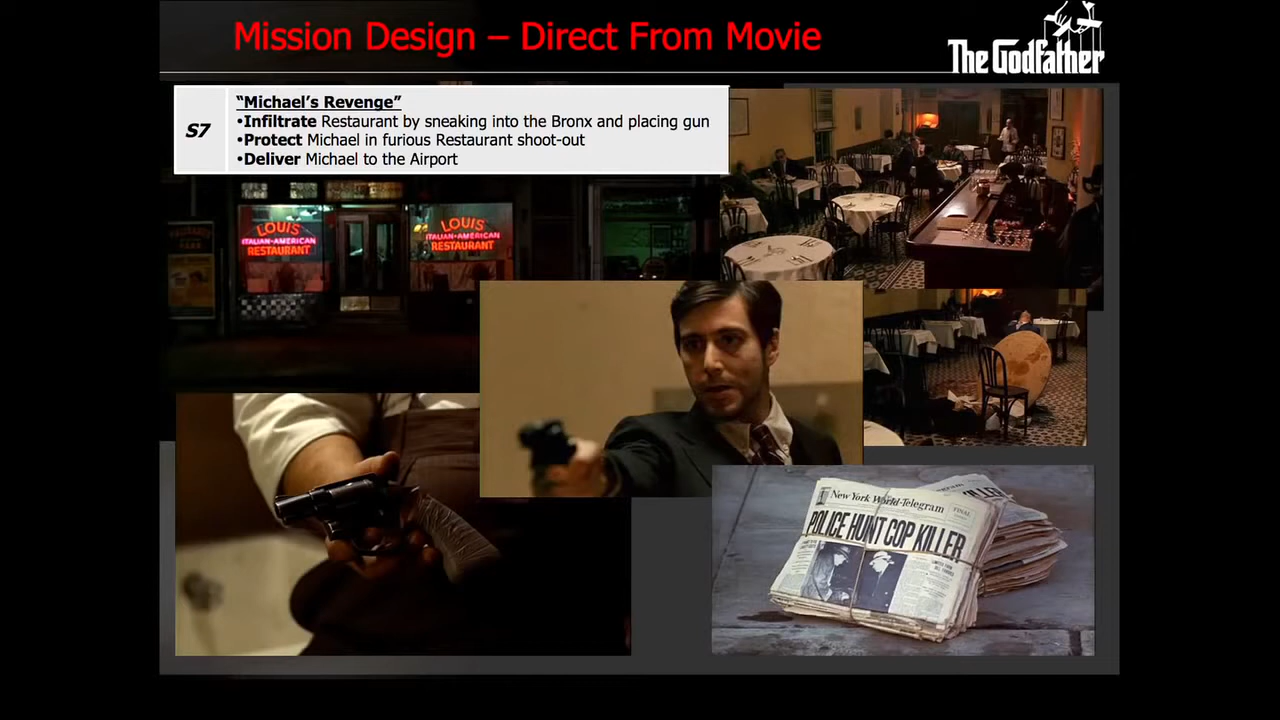 Mission Design – Direct From Movie
The Godfather
S7
“Michael’s Revenge”
•Infiltrate Restaurant by sneaking into the Bronx and placing gun
•Protect Michael in furious Restaurant shoot-out
•Deliver Michael to the Airport
LOUIS
ITALIAN-AMERICAN
RESTAURANT
LOUIS
ITALIAN-AMERICAN
RESTAURANT
New York World-Telegram
FINAL
POLICE HUNT COP KILLER